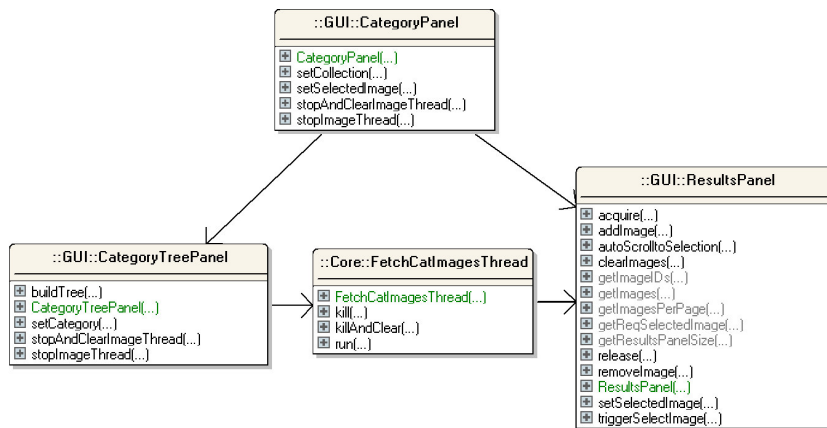 ::GUI::CategoryPanel
CategoryPanel(...)
setCollection(...)
setSelectedImage(...)
stopAndClearImageThread(...)
stopImageThread(...)
::GUI::CategoryTreePanel
buildTree(...)
CategoryTreePanel(...)
setCategory(...)
stopAndClearImageThread(...)
stopImageThread(...)
::Core::FetchCatImagesThread
FetchCatImagesThread(...)
kill(...)
killAndClear(...)
run(...)
::GUI::ResultsPanel
acquire(...)
addImage(...)
autoScrolltoSelection(...)
clearImages(...)
getImageIDs(...)
getImages(...)
getImagesPerPage(...)
getReqSelectedImage(...)
getResultsPanelSize(...)
release(...)
removeImage(...)
ResultsPanel(...)
setSelectedImage(...)
triggerSelectImage(...)